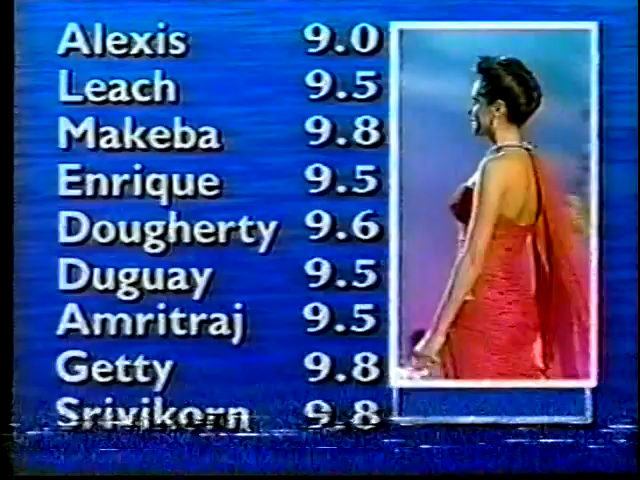 Alexis 9.0
Leach 9.5
Makeba 9.8
Enrique 9.5
Dougherty 9.6
Duguay 9.5
Amritraj 9.5
Getty 9.8
Srivikorn 9.8